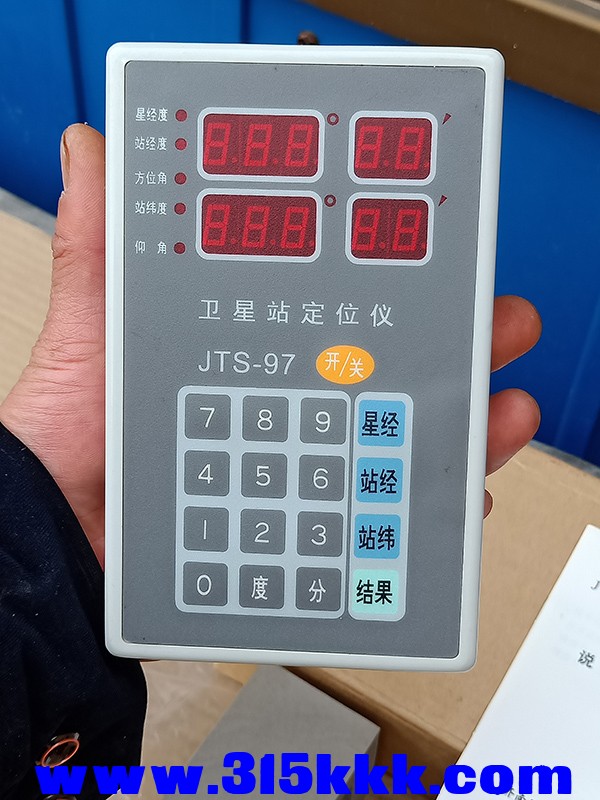 星经度
站经度
方位角
站纬度
仰 角
卫星站定位仪
JTS-97 开/关
7 8 9 星经
4 5 6 站经
1 2 3 站纬
0 度 分 结果
J
说
www.315kkk.com